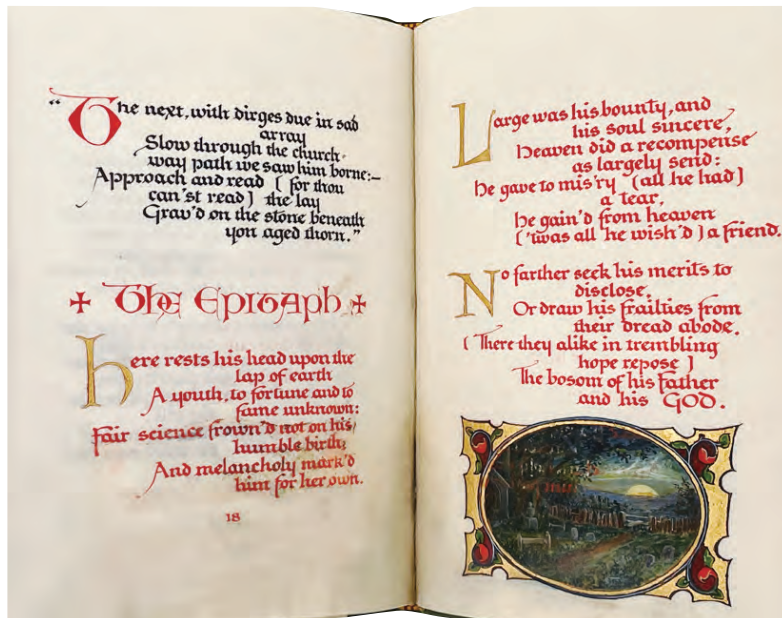 “The next, with dirges due in sad
array
Slow through the church-
way path we saw him borne:—
Approach and read (for thou
can'st read) the lay
Grav'd on the stone beneath
yon aged thorn.”
The Epitaph
Here rests his head upon the
lap of earth
A youth, to fortune and to
fame unknown:
Fair science frown'd not on his
humble birth;
And melancholy mark'd
him for her own.
18
Large was his bounty, and
his soul sincere,
Heaven did a recompense
as largely send:
He gave to mis'ry (all he had)
a tear,
he gain'd from heaven
('twas all he wish'd) a friend.
No farther seek his merits to
disclose,
Or draw his frailties from
their dread abode,
(There they alike in trembling
hope repose)
The bosom of his father
and his GOD.